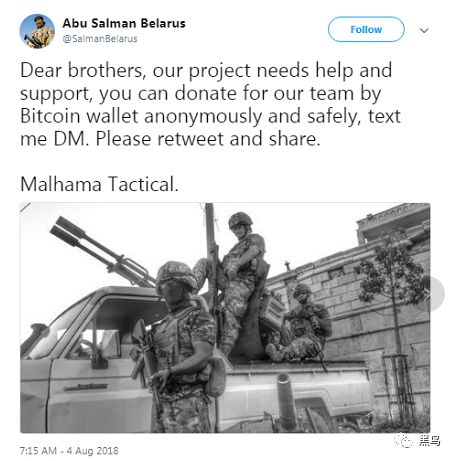 Abu Salman Belarus
@SalmanBelarus
Follow
Dear brothers, our project needs help and
support, you can donate for our team by
Bitcoin wallet anonymously and safely, text
me DM. Please retweet and share.
Malhama Tactical.
7:15 AM - 4 Aug 2018
黑鸟